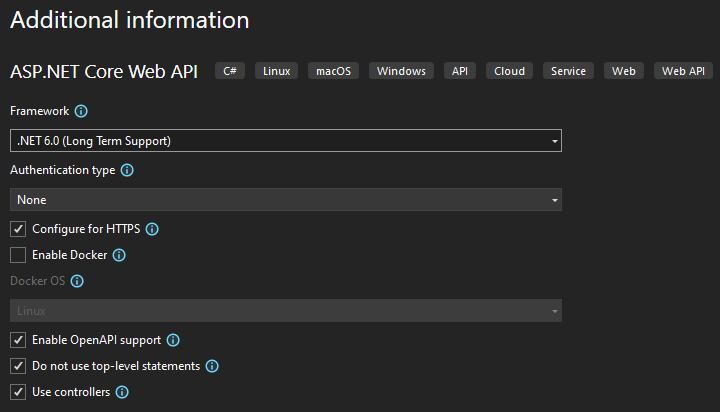 Additional information
ASP.NET Core Web API C# Linux macOS Windows API Cloud Service Web Web API
Framework
.NET 6.0 (Long Term Support)
Authentication type
None
Configure for HTTPS
Enable Docker
Docker OS
Linux
Enable OpenAPI support
Do not use top-level statements
Use controllers